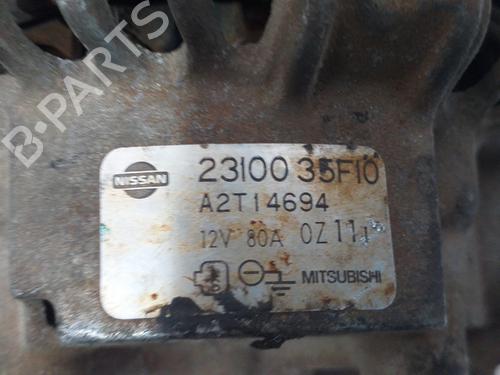 B-PARTS
NISSAN
23100 35F10
A2T14694
12V 80A 0Z11
MITSUBISHI